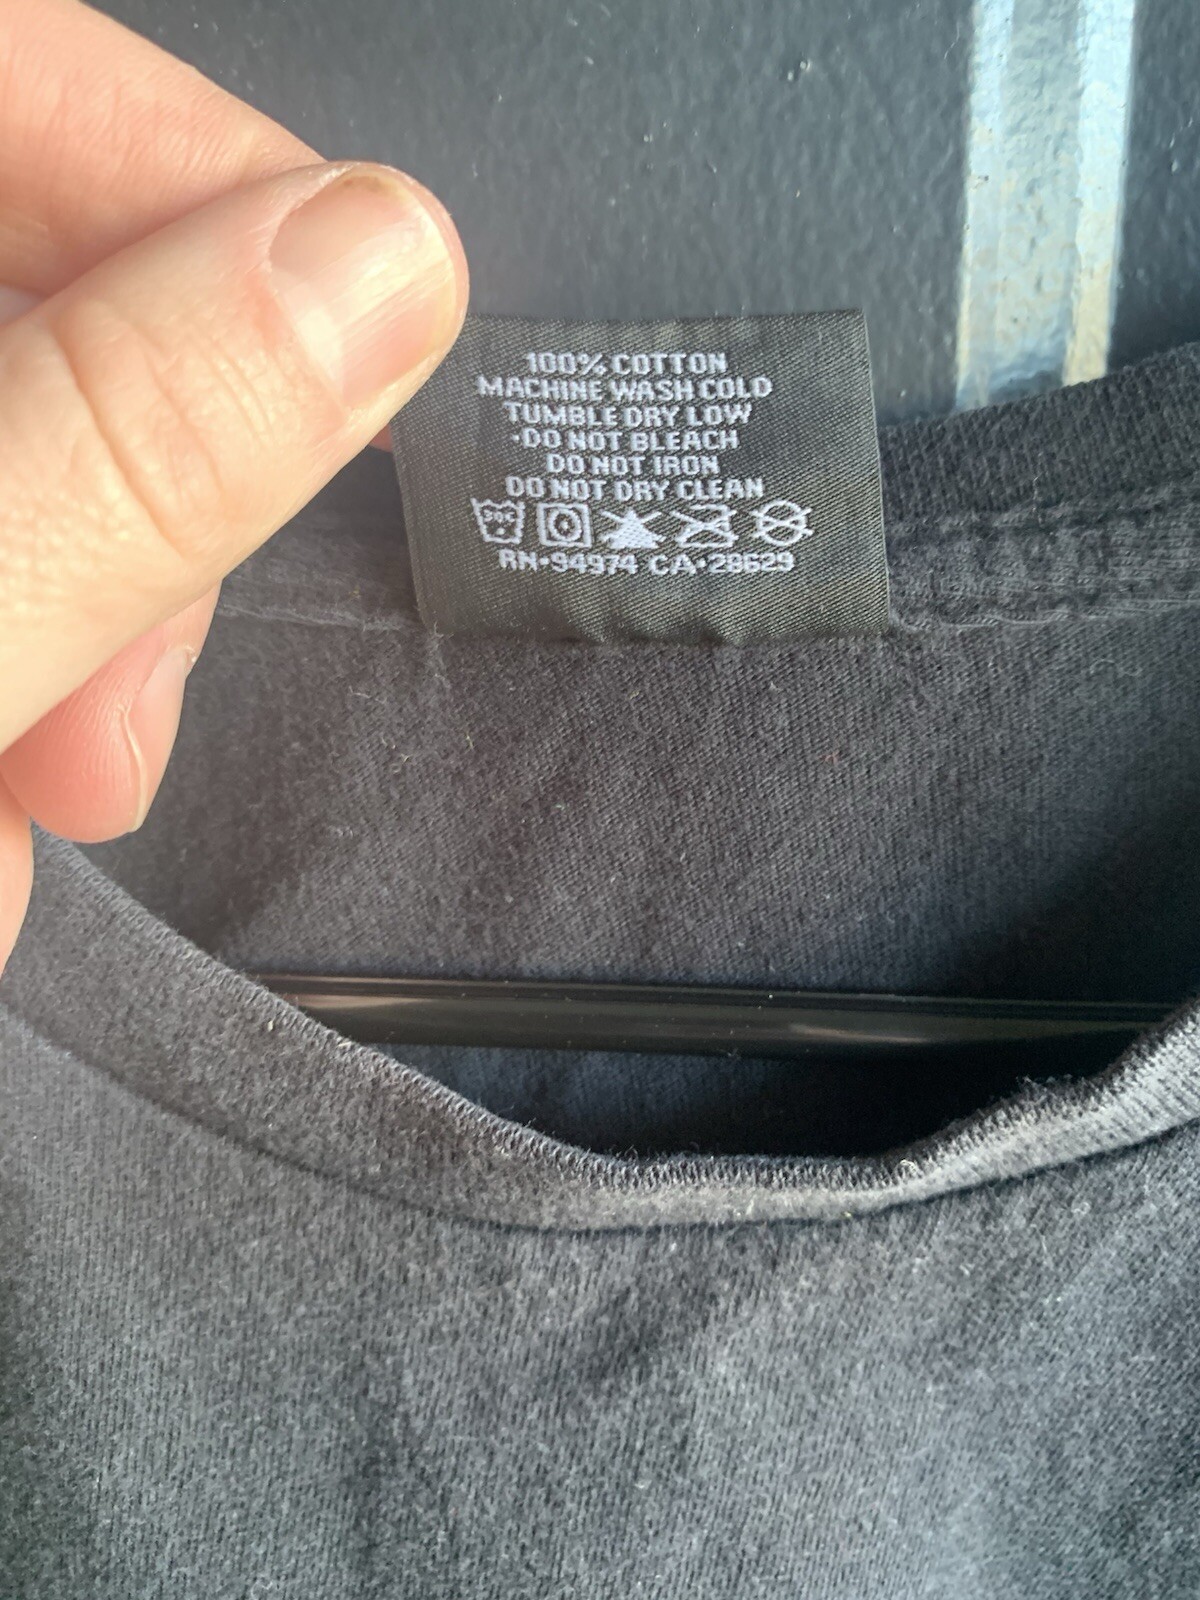 100% COTTON
MACHINE WASH COLD
TUMBLE DRY LOW
·DO NOT BLEACH
DO NOT IRON
DO NOT DRY CLEAN
30C
RN·94974 CA·28629